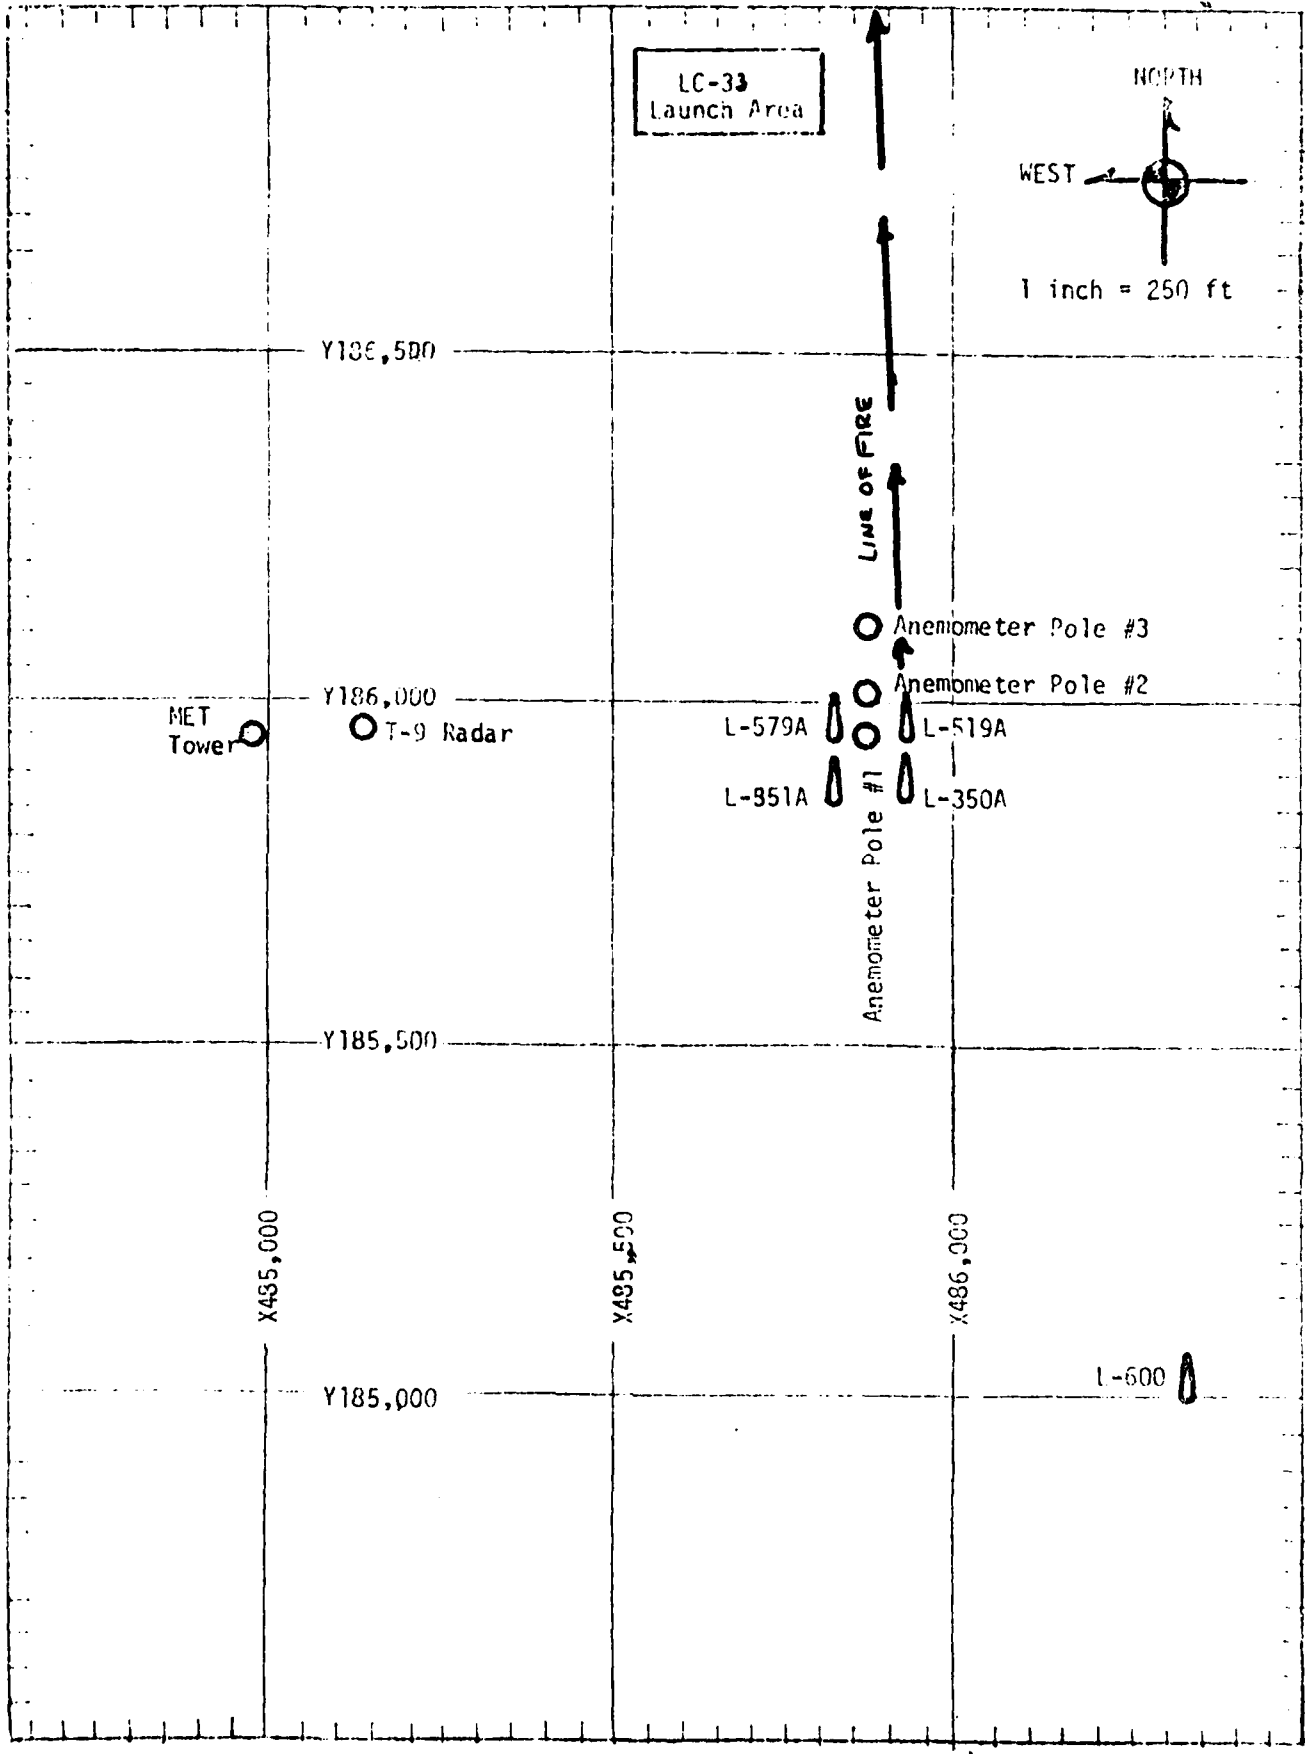 LC-33
Launch Area
NORTH
WEST
1 inch = 250 ft
Y186,500
LINE OF FIRE
Anemometer Pole #3
Y186,000
Anemometer Pole #2
MET
Tower
T-9 Radar
L-579A
L-519A
L-851A
L-350A
Anemometer Pole #1
Y185,500
X485,000
X485,500
X486,000
L-600
Y185,000